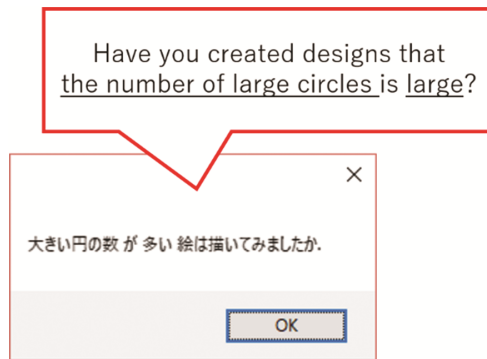 Have you created designs that
the number of large circles is large?
大きい円の数 が 多い 絵は描いてみましたか.
OK